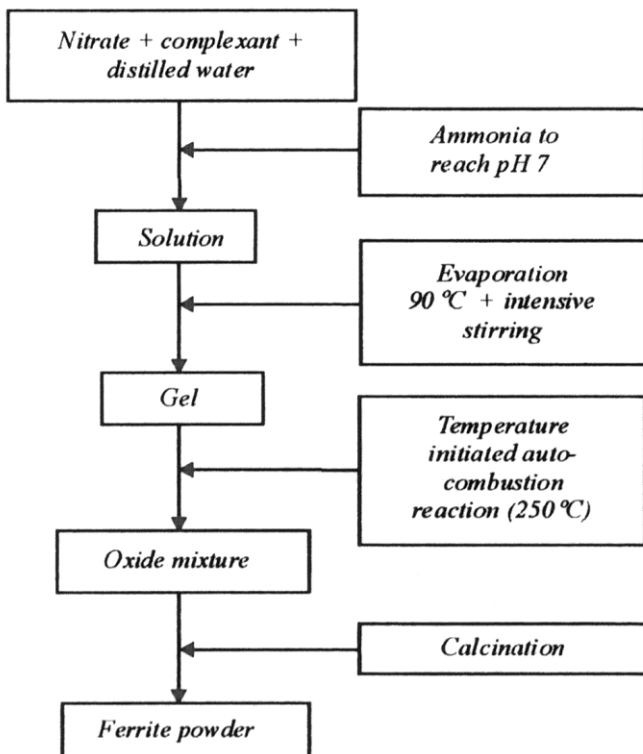 Nitrate + complexant +
distilled water
Ammonia to
reach pH 7
Solution
Evaporation
90 °C + intensive
stirring
Gel
Temperature
initiated auto-
combustion
reaction (250 °C)
Oxide mixture
Calcination
Ferrite powder